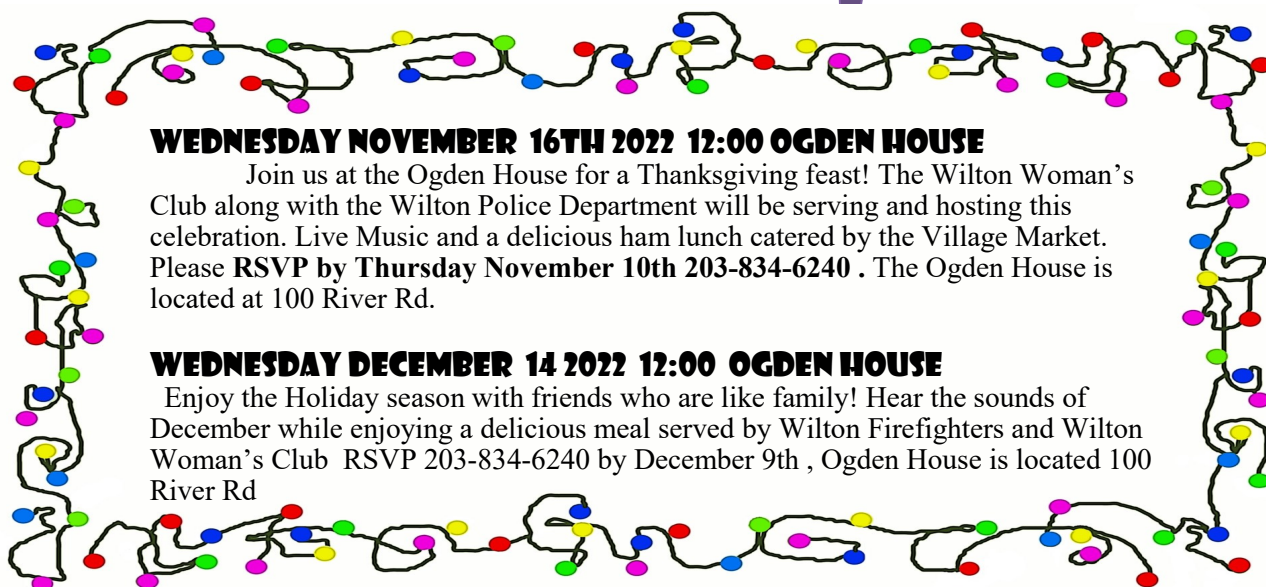 WEDNESDAY NOVEMBER 16TH 2022 12:00 OGDEN HOUSE
Join us at the Ogden House for a Thanksgiving feast! The Wilton Woman’s
Club along with the Wilton Police Department will be serving and hosting this
celebration. Live Music and a delicious ham lunch catered by the Village Market.
Please RSVP by Thursday November 10th 203-834-6240 . The Ogden House is
located at 100 River Rd.
WEDNESDAY DECEMBER 14 2022 12:00 OGDEN HOUSE
Enjoy the Holiday season with friends who are like family! Hear the sounds of
December while enjoying a delicious meal served by Wilton Firefighters and Wilton
Woman’s Club RSVP 203-834-6240 by December 9th , Ogden House is located 100
River Rd